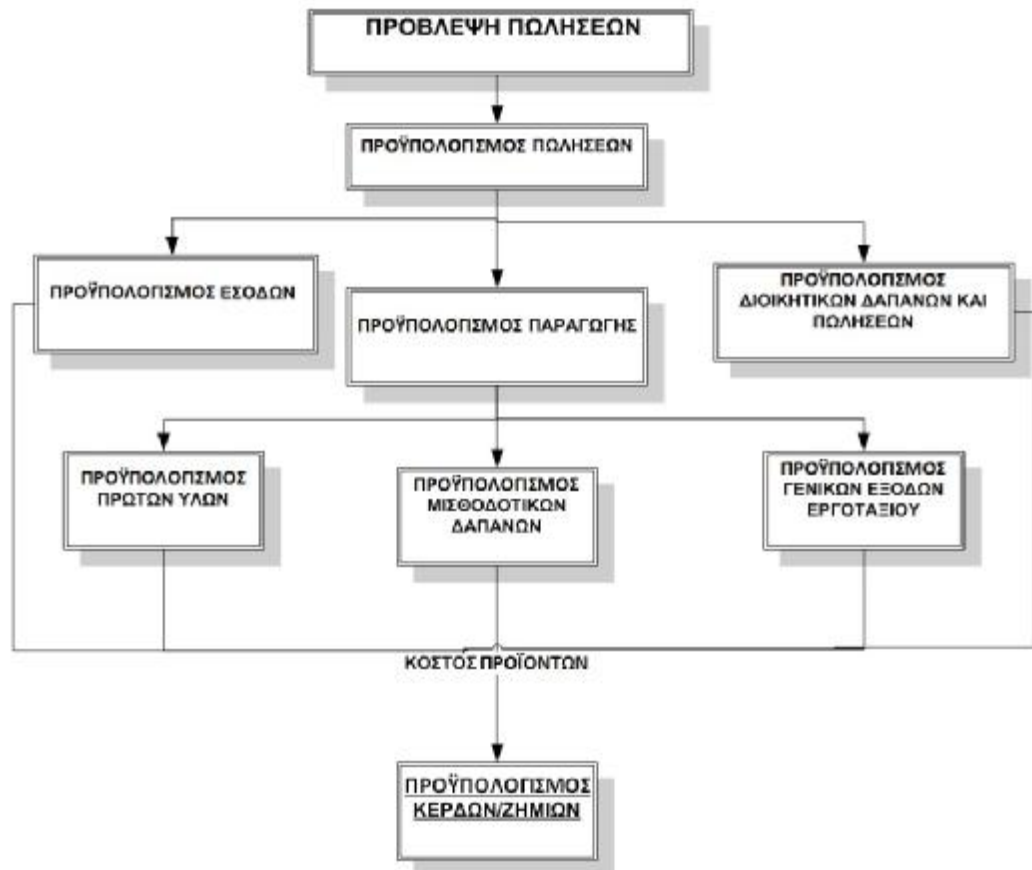 ΠΡΟΒΛΕΨΗ ΠΩΛΗΣΕΩΝ
ΠΡΟΫΠΟΛΟΓΙΣΜΟΣ ΠΩΛΗΣΕΩΝ
ΠΡΟΫΠΟΛΟΓΙΣΜΟΣ ΕΣΟΔΩΝ
ΠΡΟΫΠΟΛΟΓΙΣΜΟΣ ΠΑΡΑΓΩΓΗΣ
ΠΡΟΫΠΟΛΟΓΙΣΜΟΣ
ΔΙΟΙΚΗΤΙΚΩΝ ΔΑΠΑΝΩΝ ΚΑΙ
ΠΩΛΗΣΕΩΝ
ΠΡΟΫΠΟΛΟΓΙΣΜΟΣ
ΠΡΩΤΩΝ ΥΛΩΝ
ΠΡΟΫΠΟΛΟΓΙΣΜΟΣ
ΜΙΣΘΟΔΟΤΙΚΩΝ
ΔΑΠΑΝΩΝ
ΠΡΟΫΠΟΛΟΓΙΣΜΟΣ
ΓΕΝΙΚΩΝ ΕΞΟΔΩΝ
ΕΡΓΟΤΑΞΙΟΥ
ΚΟΣΤΟΣ ΠΡΟΪΟΝΤΩΝ
ΠΡΟΫΠΟΛΟΓΙΣΜΟΣ
ΚΕΡΔΩΝ/ΖΗΜΙΩΝ